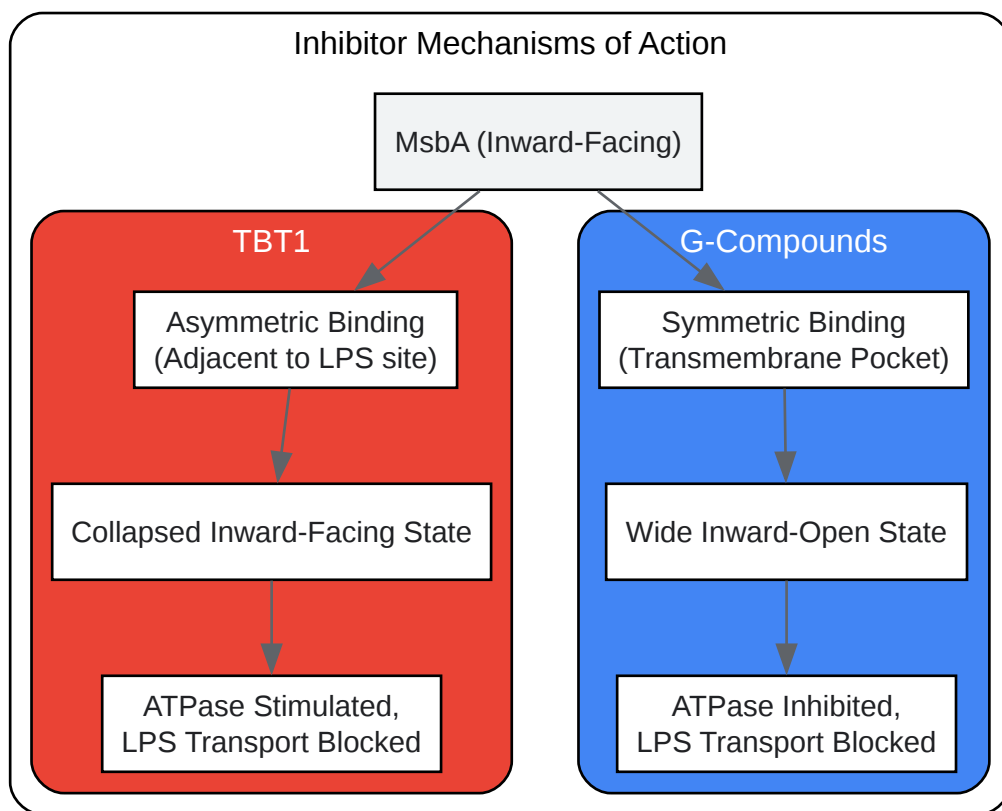 Inhibitor Mechanisms of Action
MsbA (Inward-Facing)
TBT1
Asymmetric Binding
(Adjacent to LPS site)
Collapsed Inward-Facing State
ATPase Stimulated,
LPS Transport Blocked
G-Compounds
Symmetric Binding
(Transmembrane Pocket)
Wide Inward-Open State
ATPase Inhibited,
LPS Transport Blocked